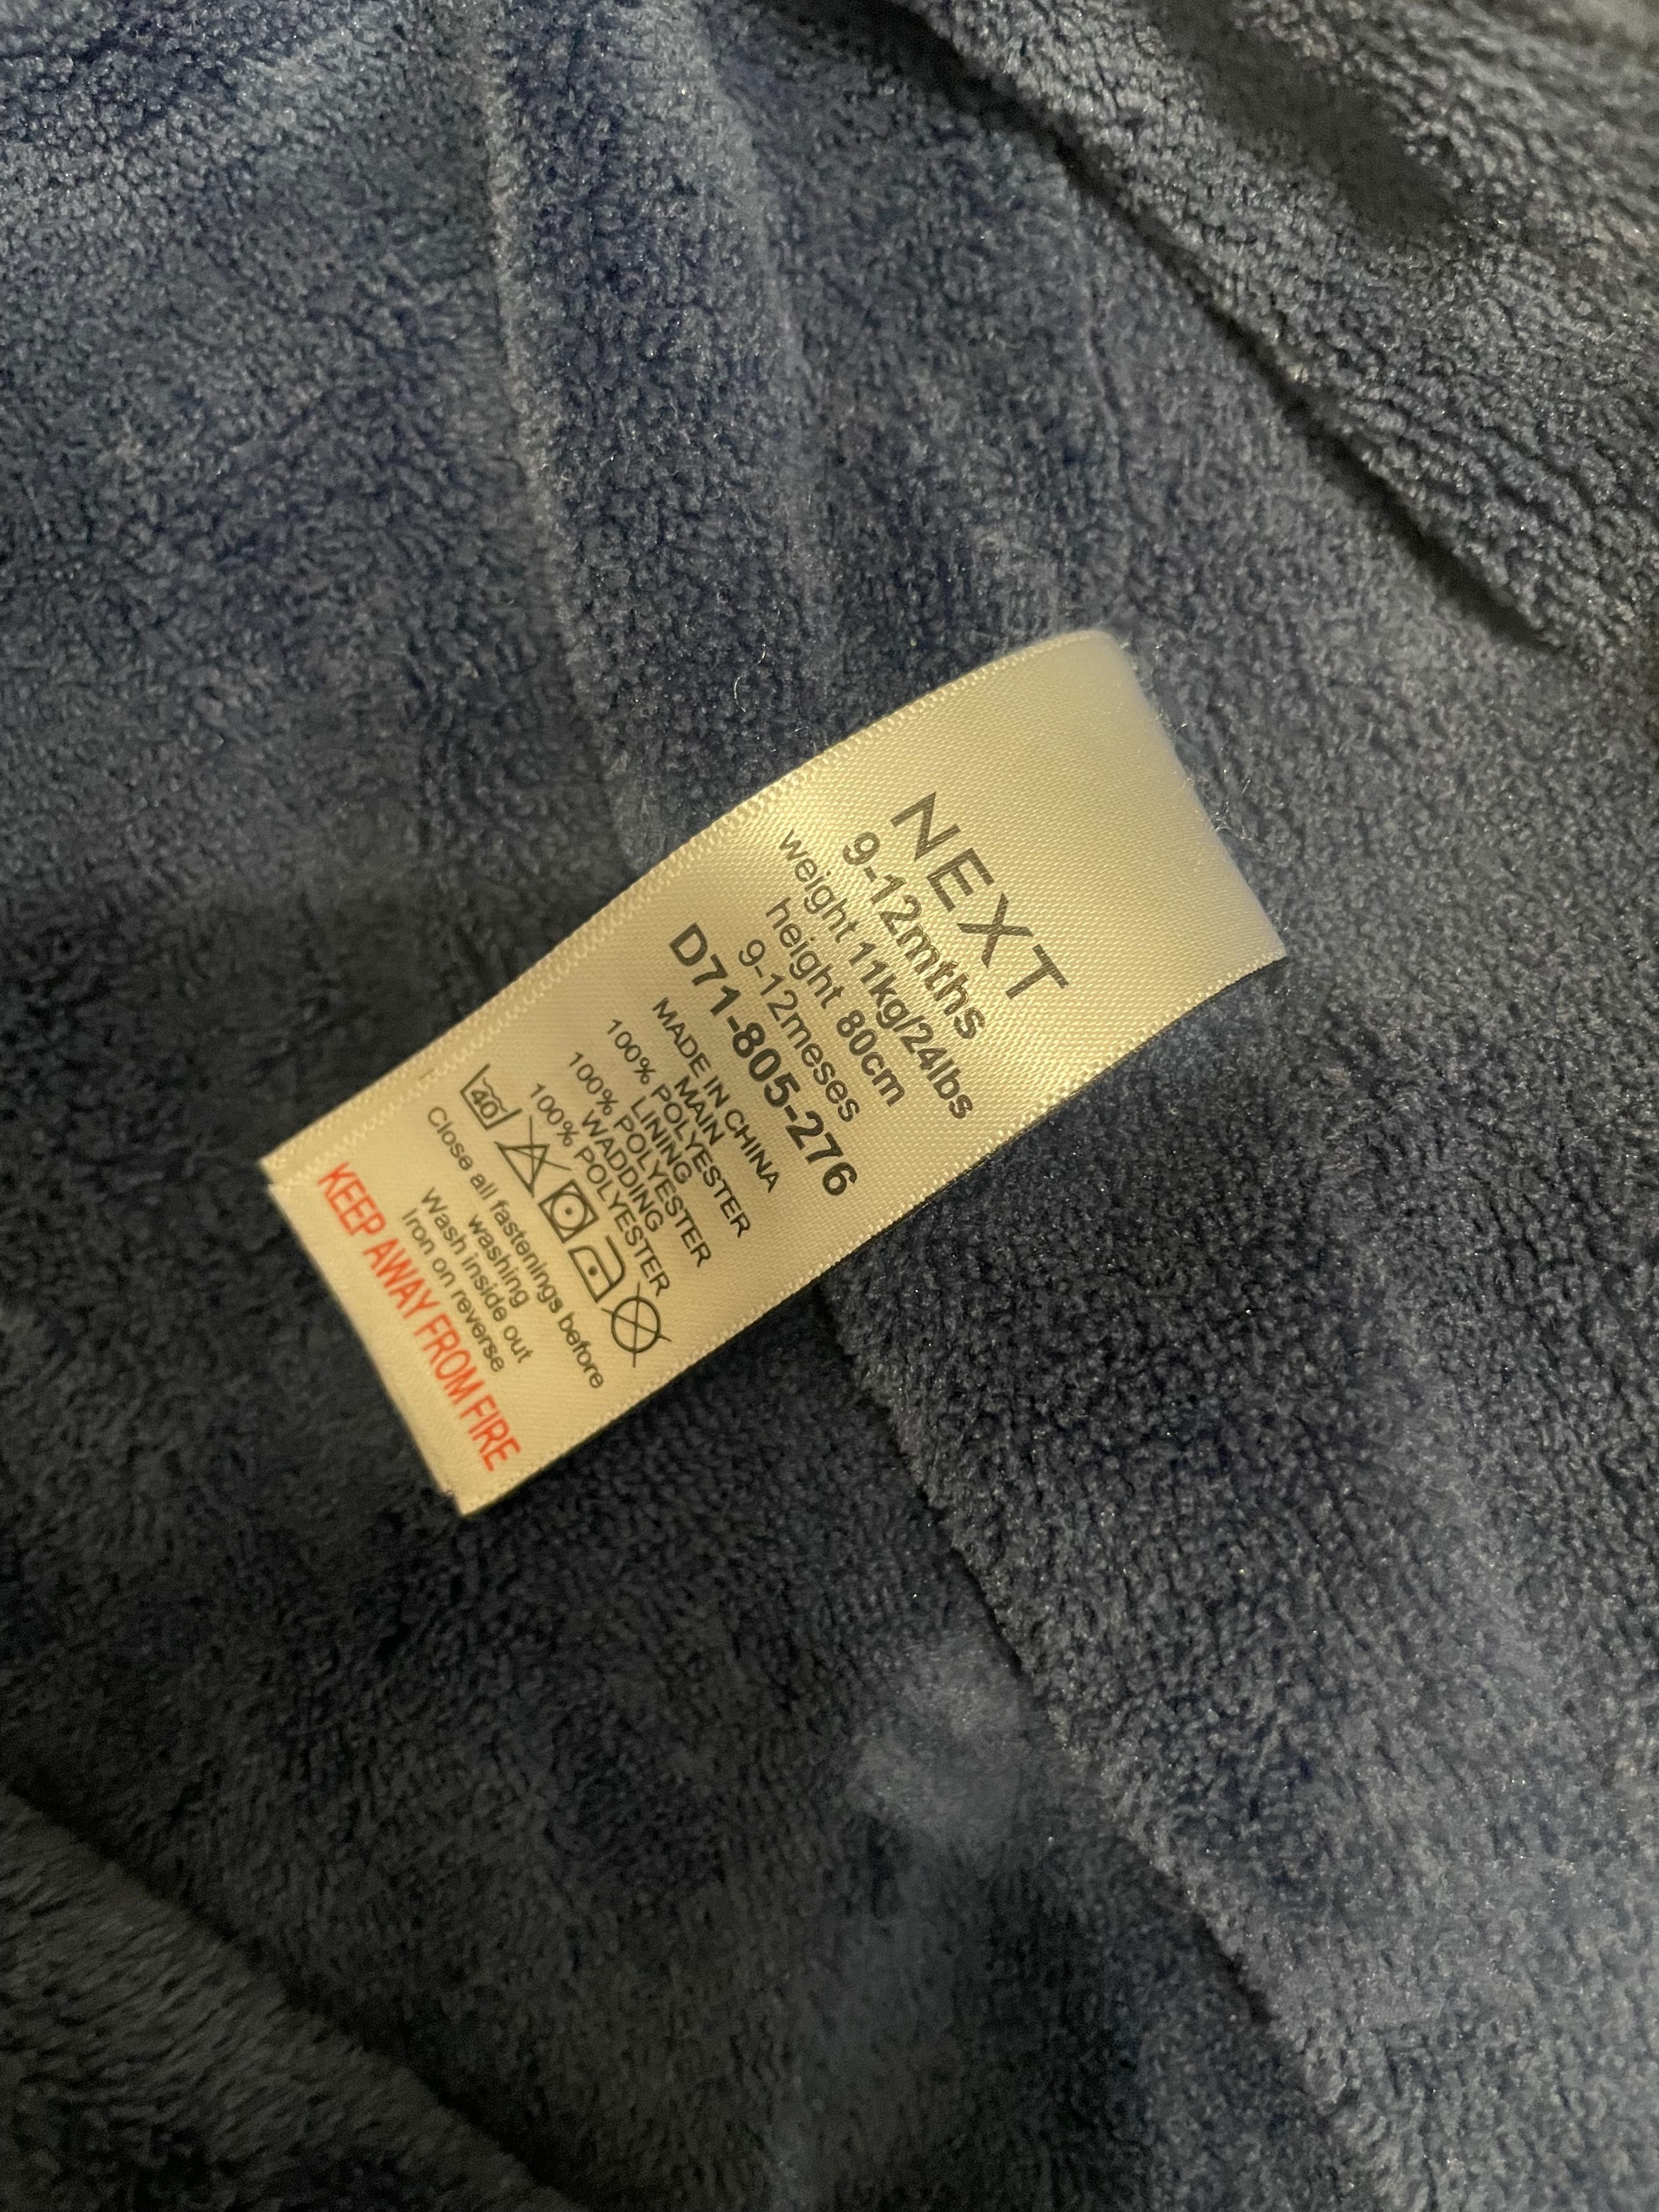 NEXT
9-12mths
weight 11kg/24lbs
height 80cm
9-12meses
D71-805-276
MADE IN CHINA
MAIN
100% POLYESTER
LINING
100% POLYESTER
WADDING
100% POLYESTER
40
Close all fastenings before
washing
Wash inside out
Iron on reverse
KEEP AWAY FROM FIRE